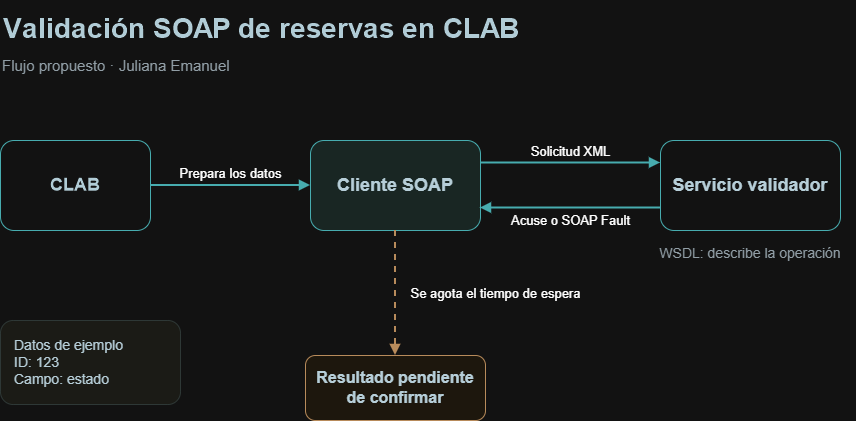 Validación SOAP de reservas en CLAB
Flujo propuesto · Juliana Emanuel
CLAB
Prepara los datos
Cliente SOAP
Solicitud XML
Acuse o SOAP Fault
Servicio validador
WSDL: describe la operación
Se agota el tiempo de espera
Datos de ejemplo
ID: 123
Campo: estado
Resultado pendiente
de confirmar